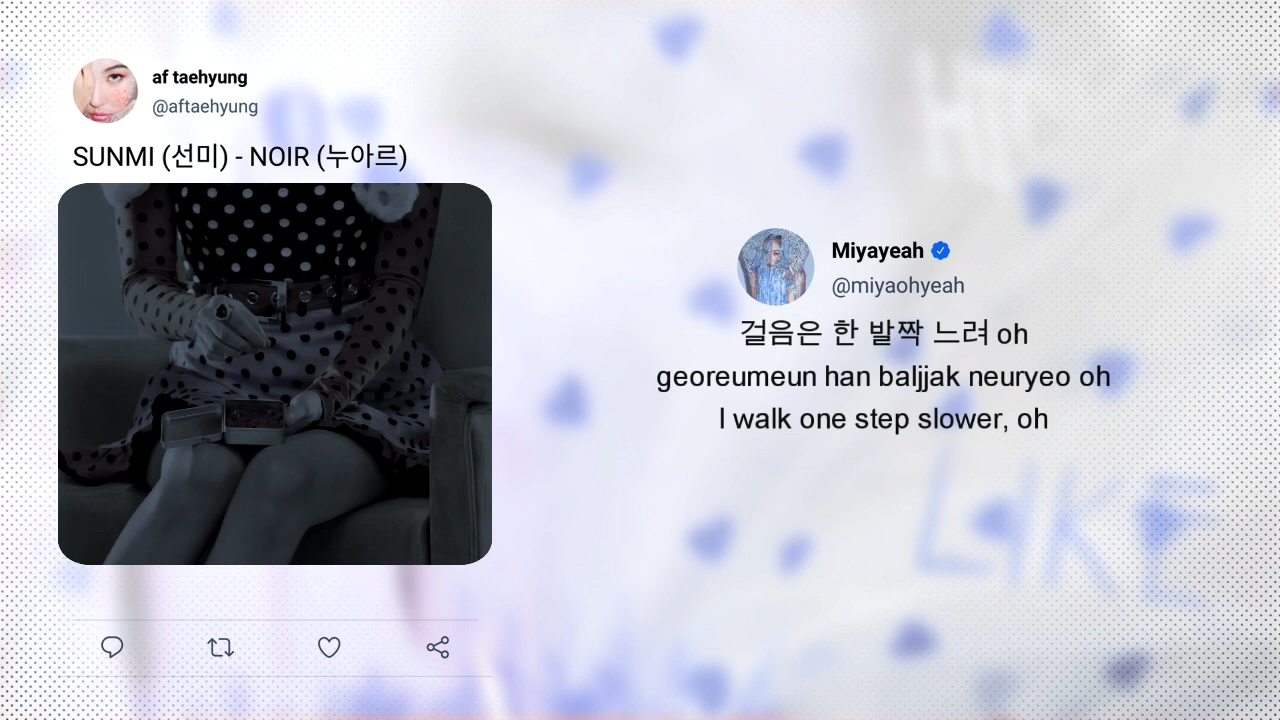 af taehyung
@aftaehyung
SUNMI (선미) - NOIR (누아르)
Miyayeah
@miyaohyeah
걸음은 한 발짝 느려 oh
georeumeun han baljjak neuryeo oh
I walk one step slower, oh
LIKE